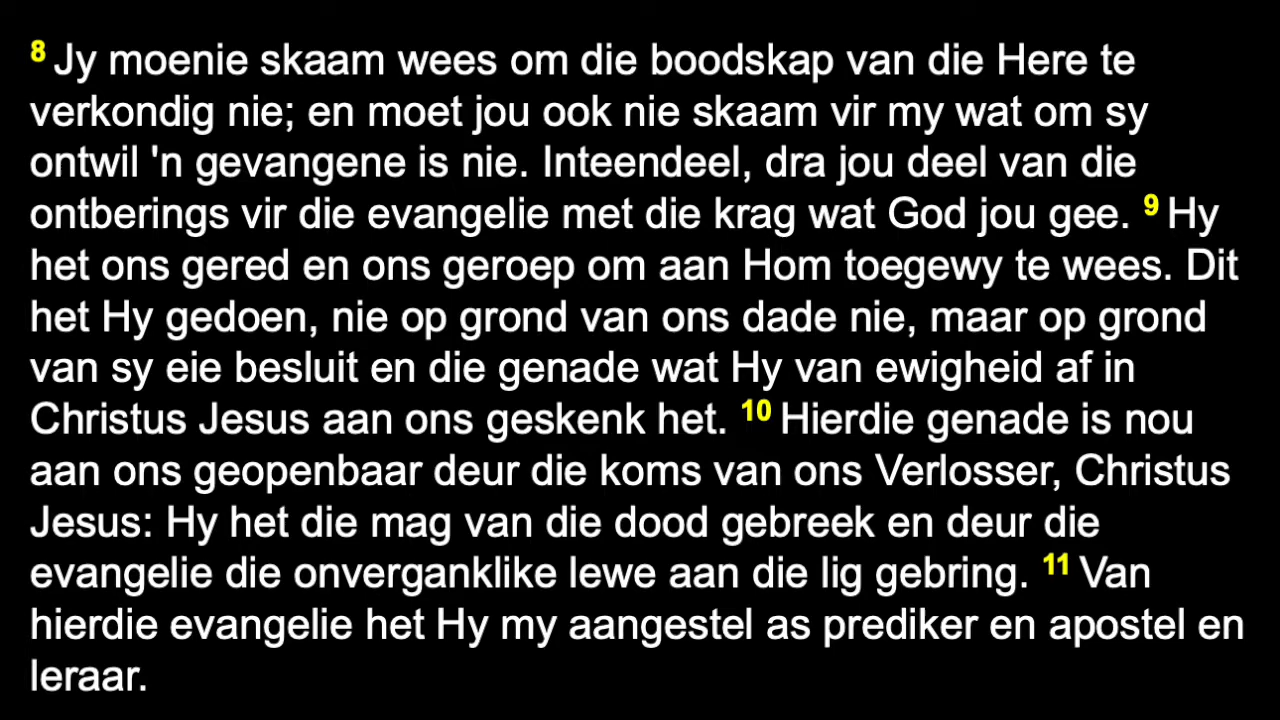 8 Jy moenie skaam wees om die boodskap van die Here te
verkondig nie; en moet jou ook nie skaam vir my wat om sy
ontwil 'n gevangene is nie. Inteendeel, dra jou deel van die
ontberings vir die evangelie met die krag wat God jou gee. 9 Hy
het ons gered en ons geroep om aan Hom toegewy te wees. Dit
het Hy gedoen, nie op grond van ons dade nie, maar op grond
van sy eie besluit en die genade wat Hy van ewigheid af in
Christus Jesus aan ons geskenk het. 10 Hierdie genade is nou
aan ons geopenbaar deur die koms van ons Verlosser, Christus
Jesus: Hy het die mag van die dood gebreek en deur die
evangelie die onverganklike lewe aan die lig gebring. 11 Van
hierdie evangelie het Hy my aangestel as prediker en apostel en
leraar.